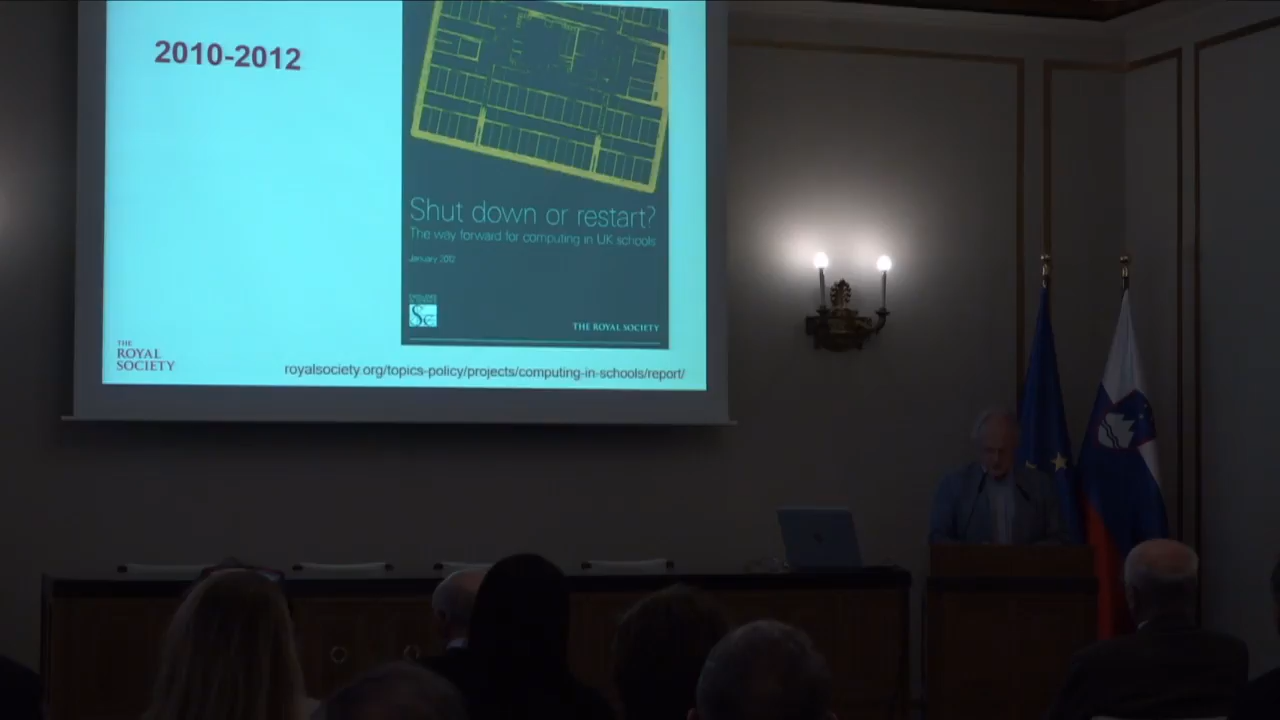 2010-2012
Shut down or restart?
The way forward for computing in UK schools
January 2012
THE ROYAL SOCIETY
THE
ROYAL
SOCIETY
royalsociety.org/topics-policy/projects/computing-in-schools/report/